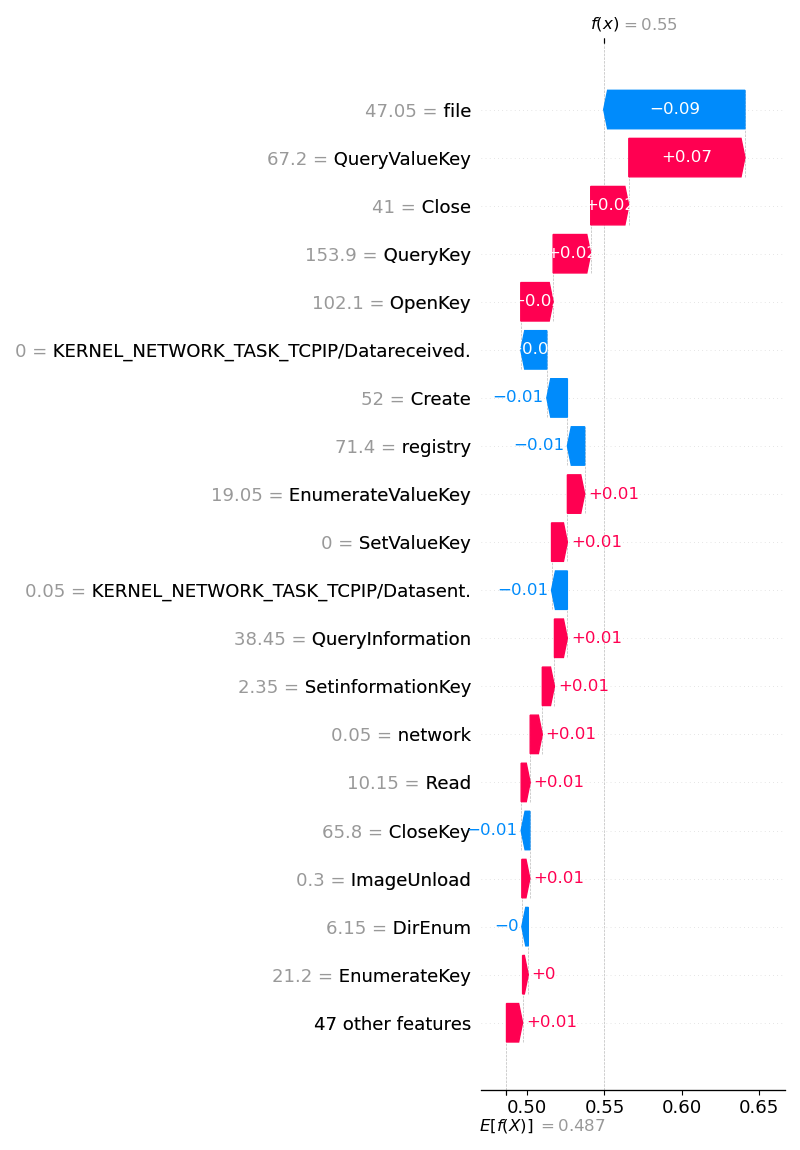 f(x) = 0.55
47.05 = file −0.09
67.2 = QueryValueKey +0.07
41 = Close +0.02
153.9 = QueryKey +0.02
102.1 = OpenKey
0 = KERNEL_NETWORK_TASK_TCPIP/Datareceived.
52 = Create −0.01
71.4 = registry −0.01
19.05 = EnumerateValueKey +0.01
0 = SetValueKey +0.01
0.05 = KERNEL_NETWORK_TASK_TCPIP/Datasent. −0.01
38.45 = QueryInformation +0.01
2.35 = SetinformationKey +0.01
0.05 = network +0.01
10.15 = Read +0.01
65.8 = CloseKey −0.01
0.3 = ImageUnload +0.01
6.15 = DirEnum −0
21.2 = EnumerateKey +0
47 other features +0.01
0.50 0.55 0.60 0.65
E[f(X)] = 0.487